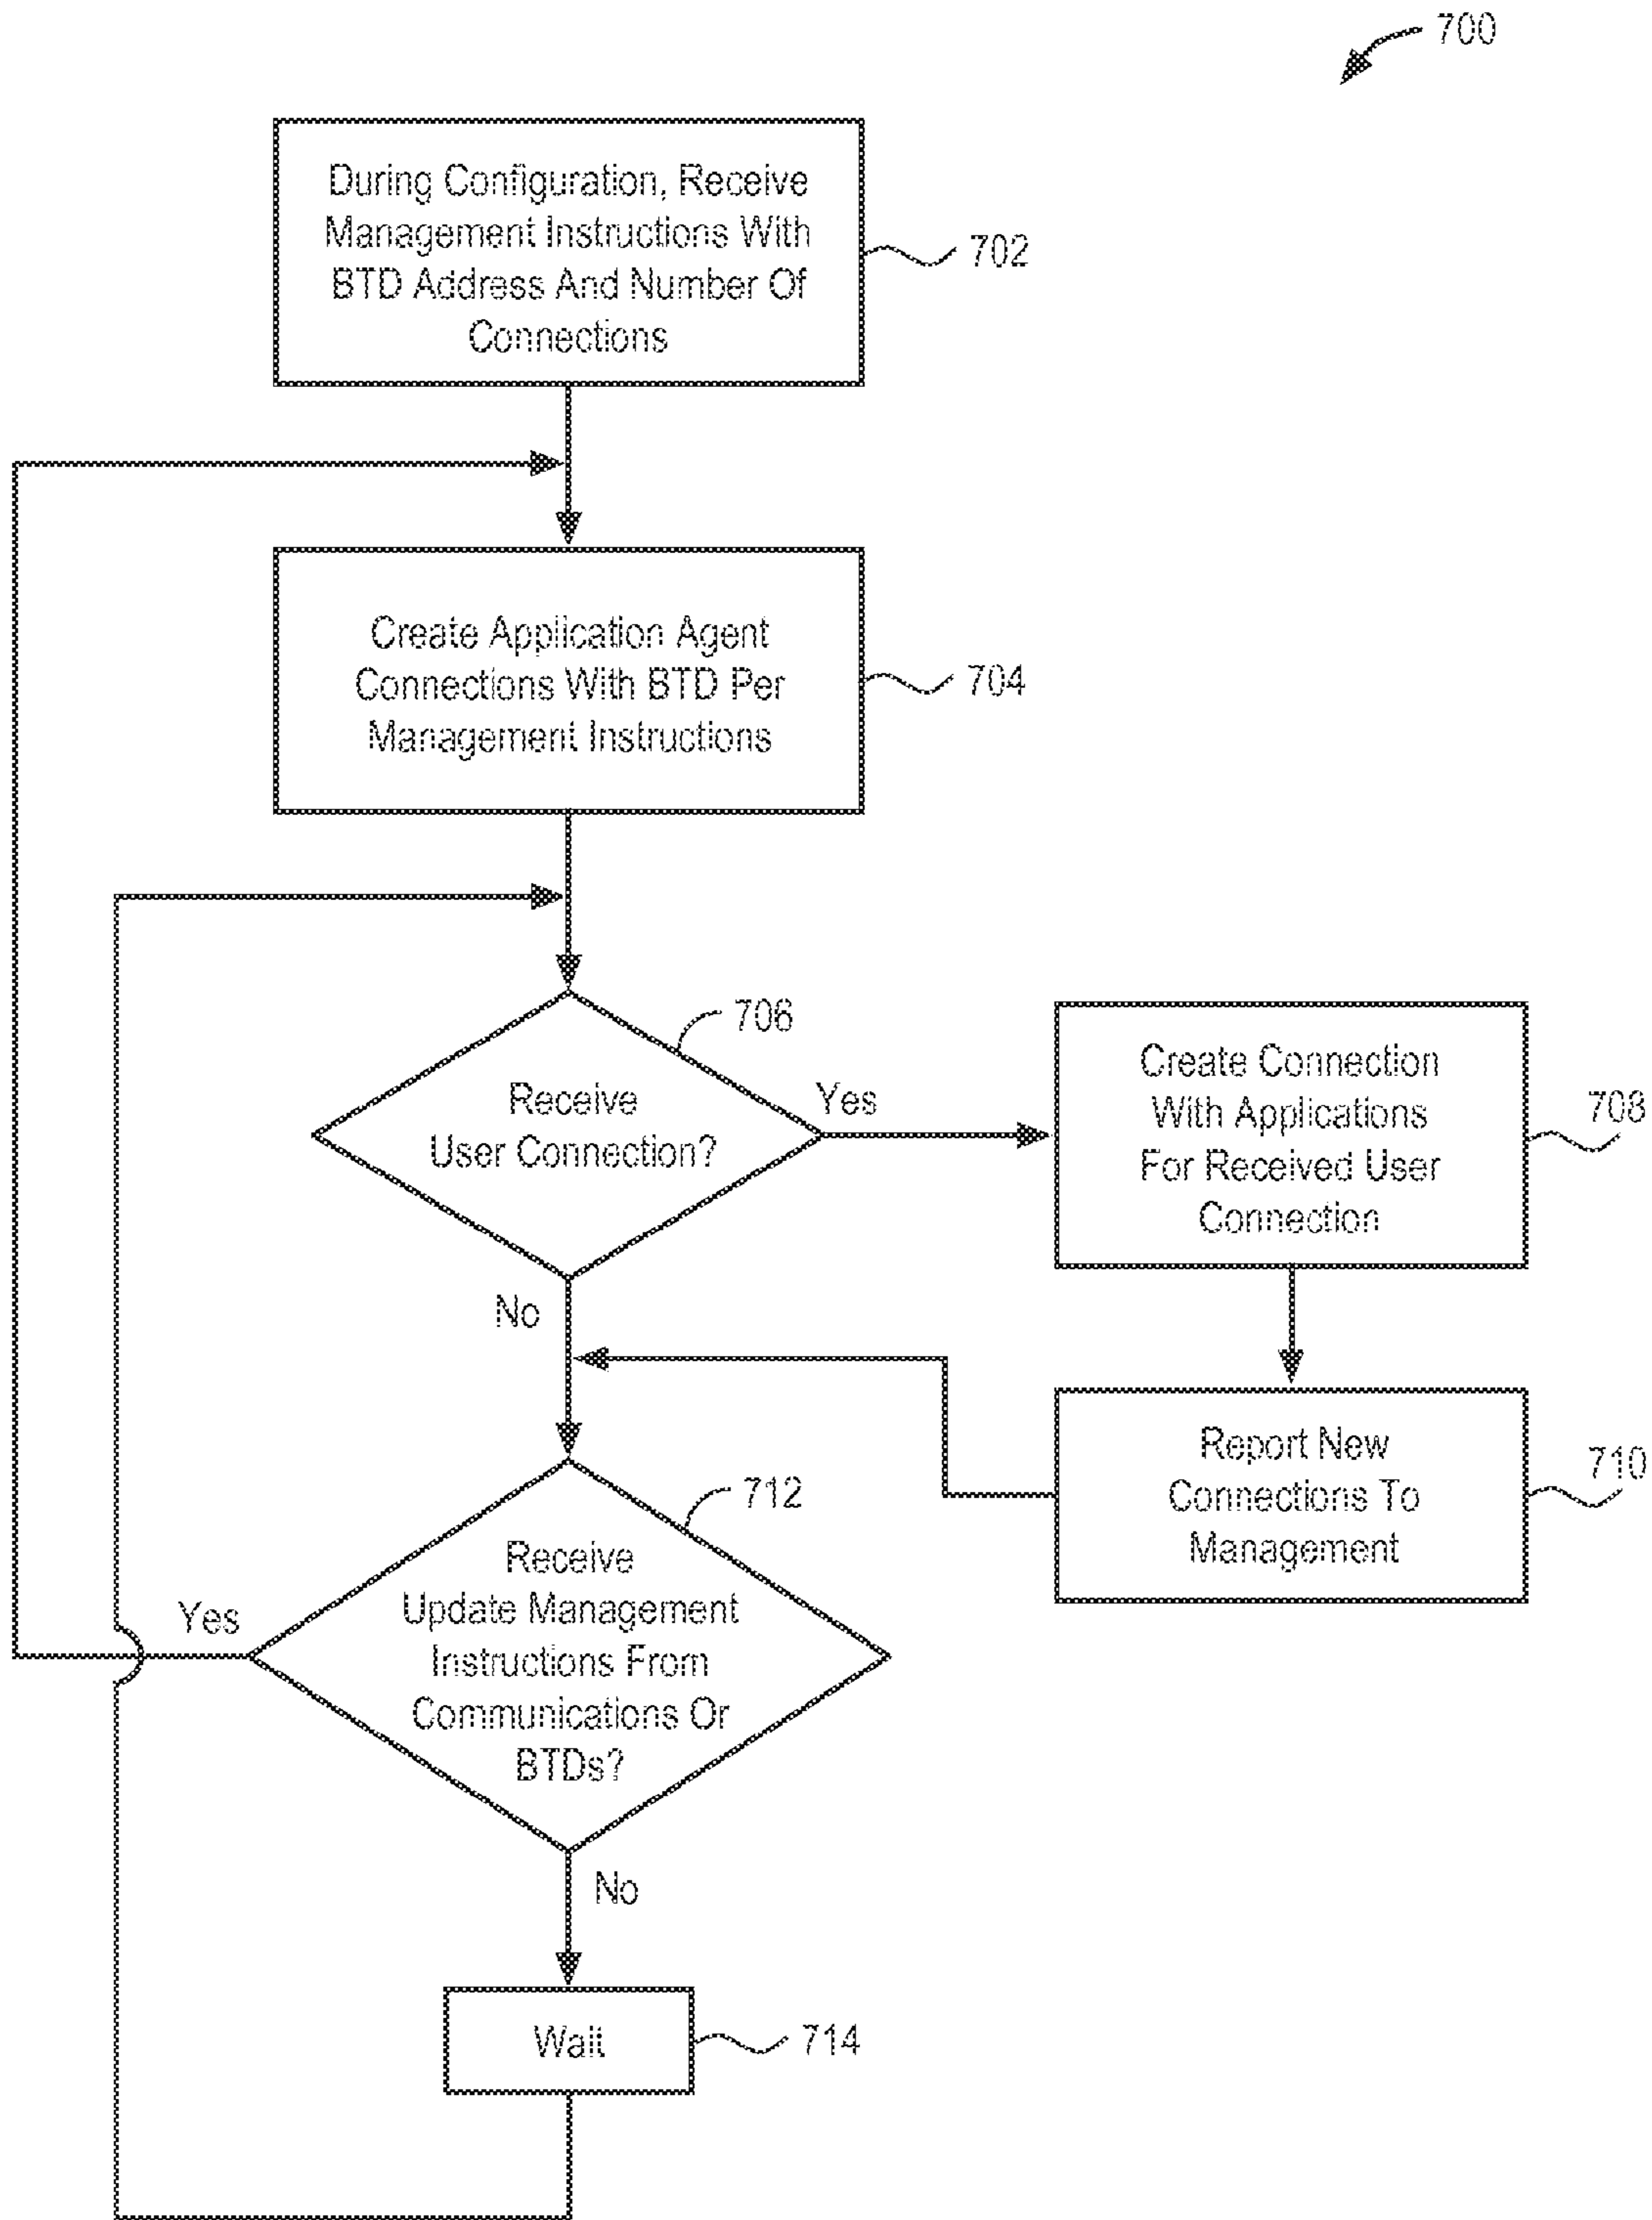 700
During Configuration, Receive
Management Instructions With
BTD Address And Number Of
Connections
702
Create Application Agent
Connections With BTD Per
Management Instructions
704
706
Receive
User Connection?
Yes
No
Create Connection
With Applications
For Received User
Connection
708
Report New
Connections To
Management
710
712
Receive
Update Management
Instructions From
Communications Or
BTDs?
Yes
No
Wait
714